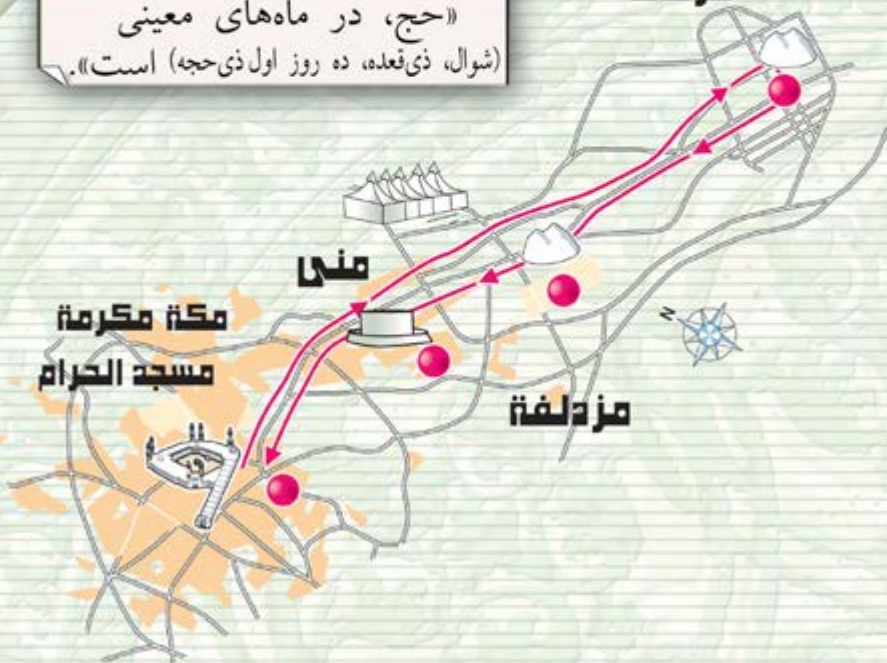 «حج، در ماه‌های معینی
(شوال، ذی‌قعده، ده روز اول ذی‌حجه) است».
منى
مكة مكرمة
مسجد الحرام
مزدلفة
N